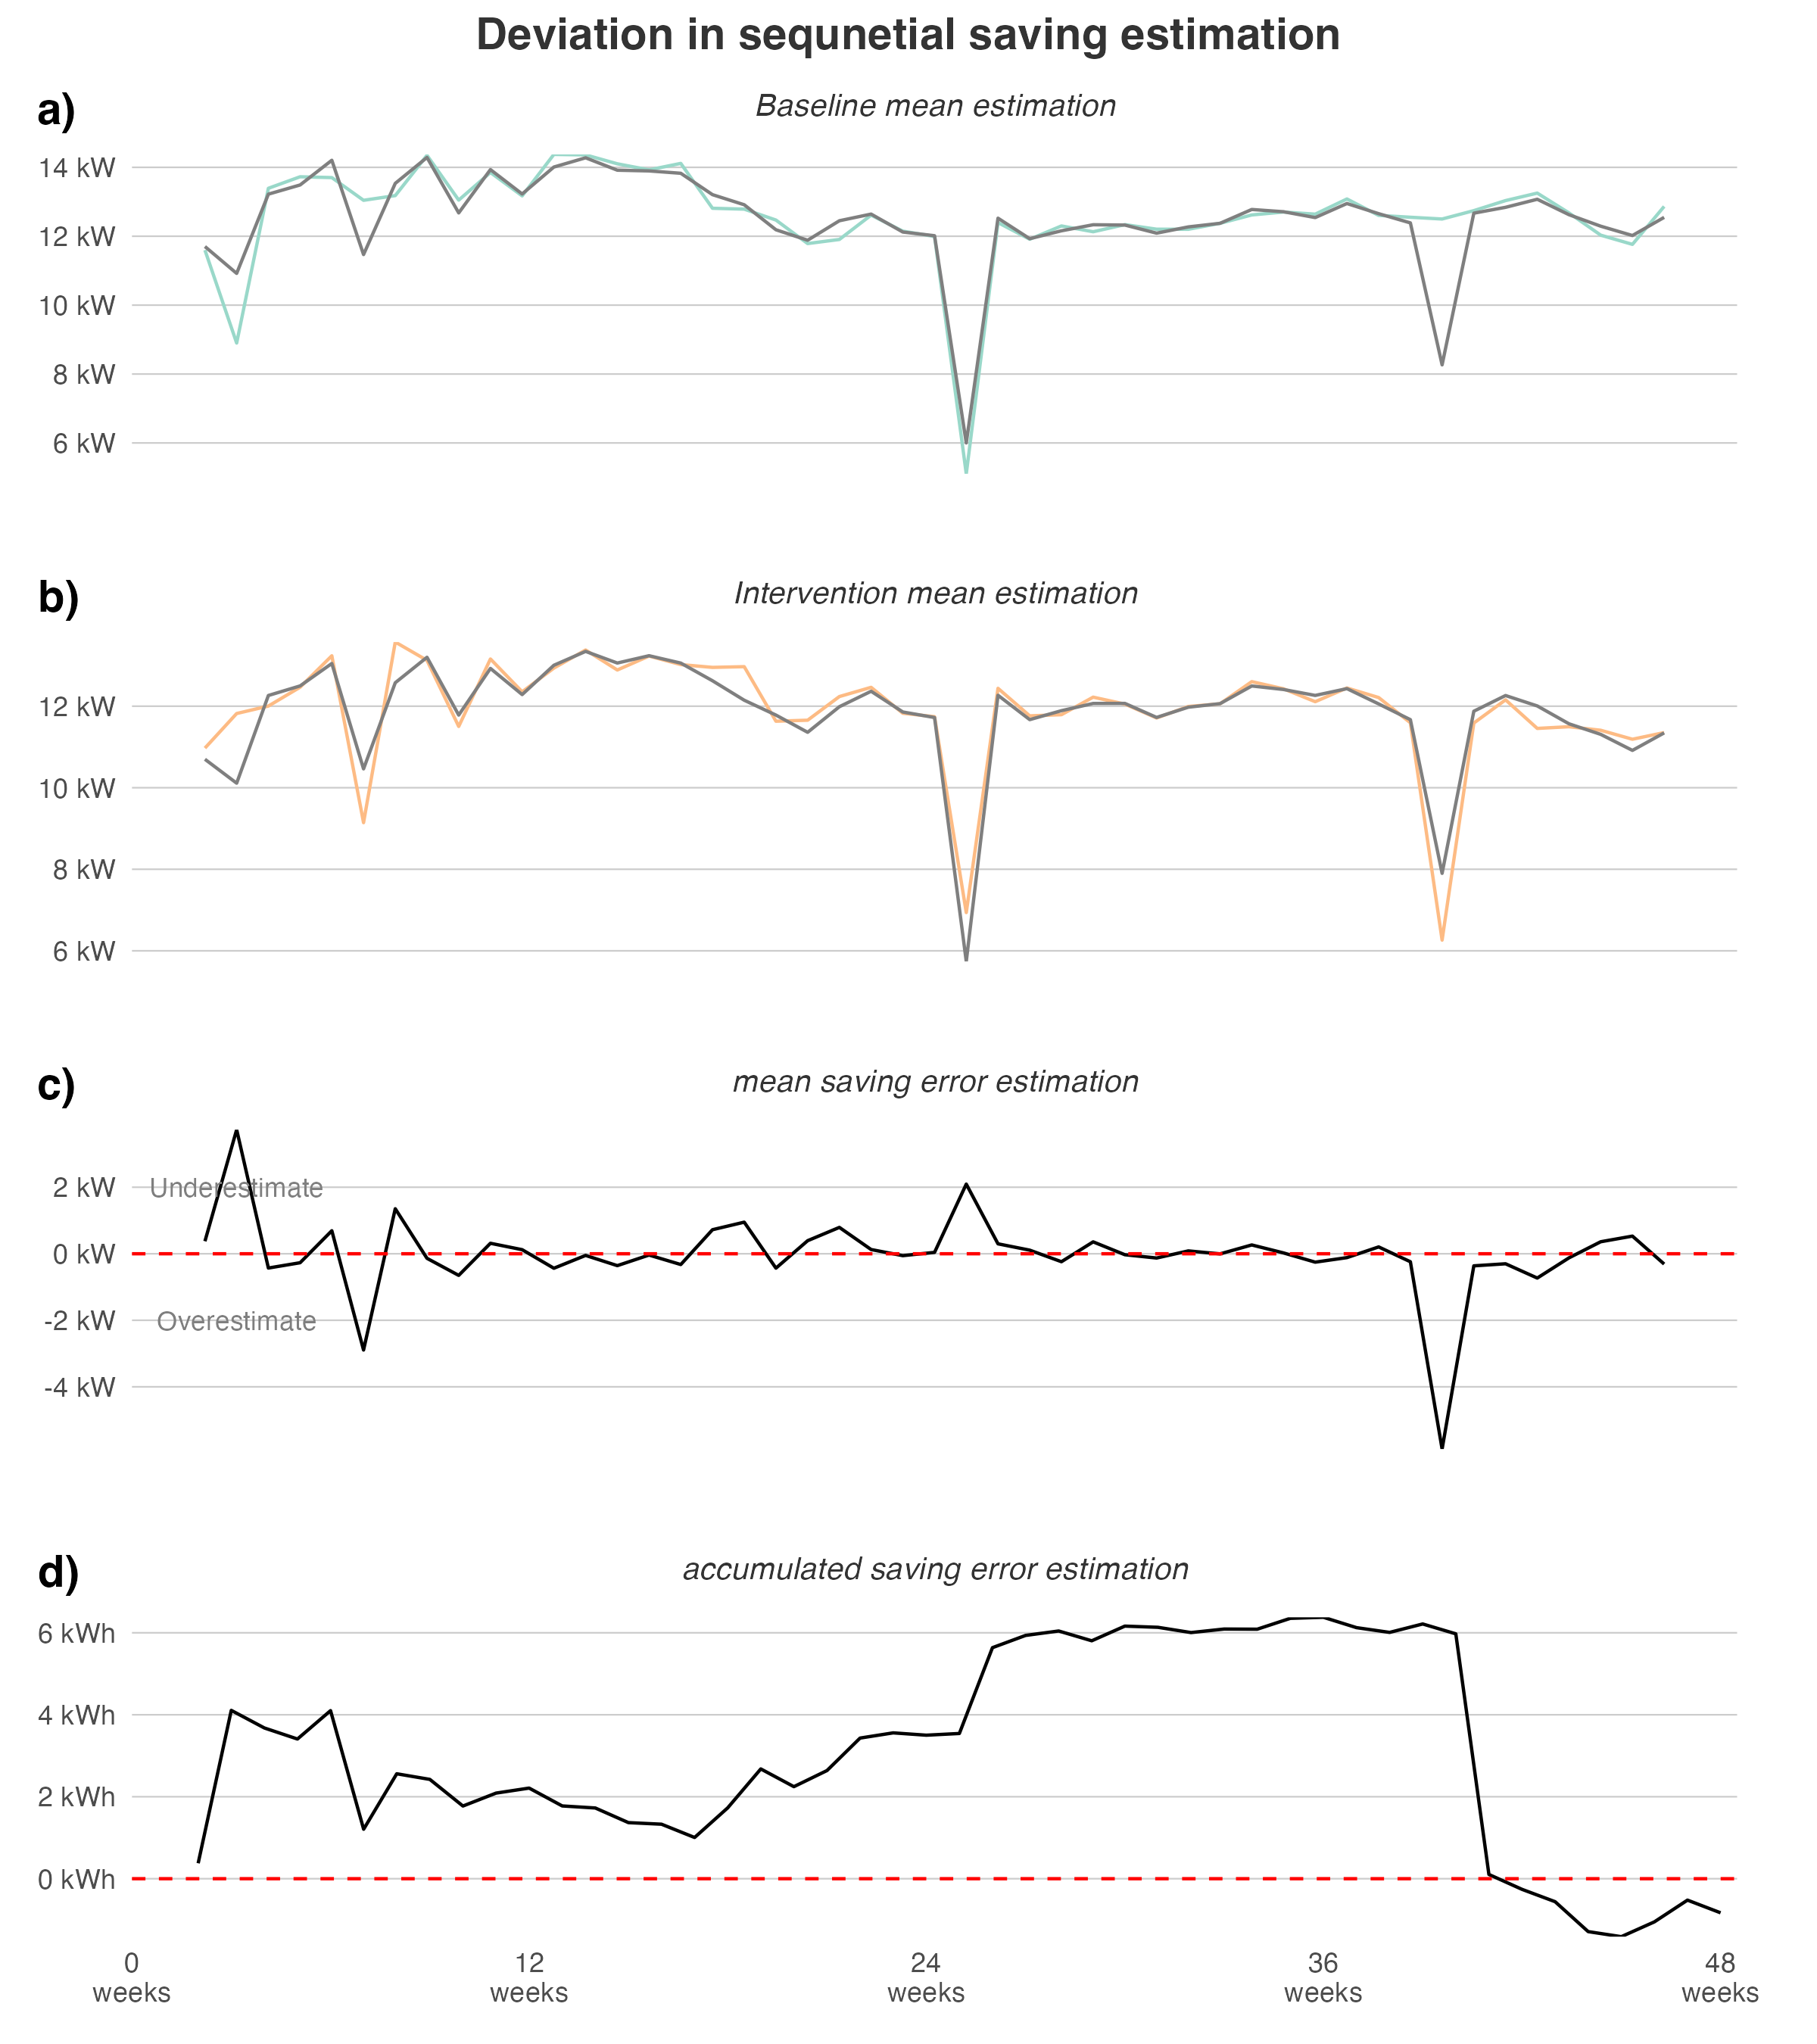 Deviation in sequnetial saving estimation
a)
Baseline mean estimation
14 kW
12 kW
10 kW
8 kW
6 kW
b)
Intervention mean estimation
12 kW
10 kW
8 kW
6 kW
c)
mean saving error estimation
2 kW
Underestimate
0 kW
-2 kW
Overestimate
-4 kW
d)
accumulated saving error estimation
6 kWh
4 kWh
2 kWh
0 kWh
0 12 24 36 48
weeks weeks weeks weeks weeks